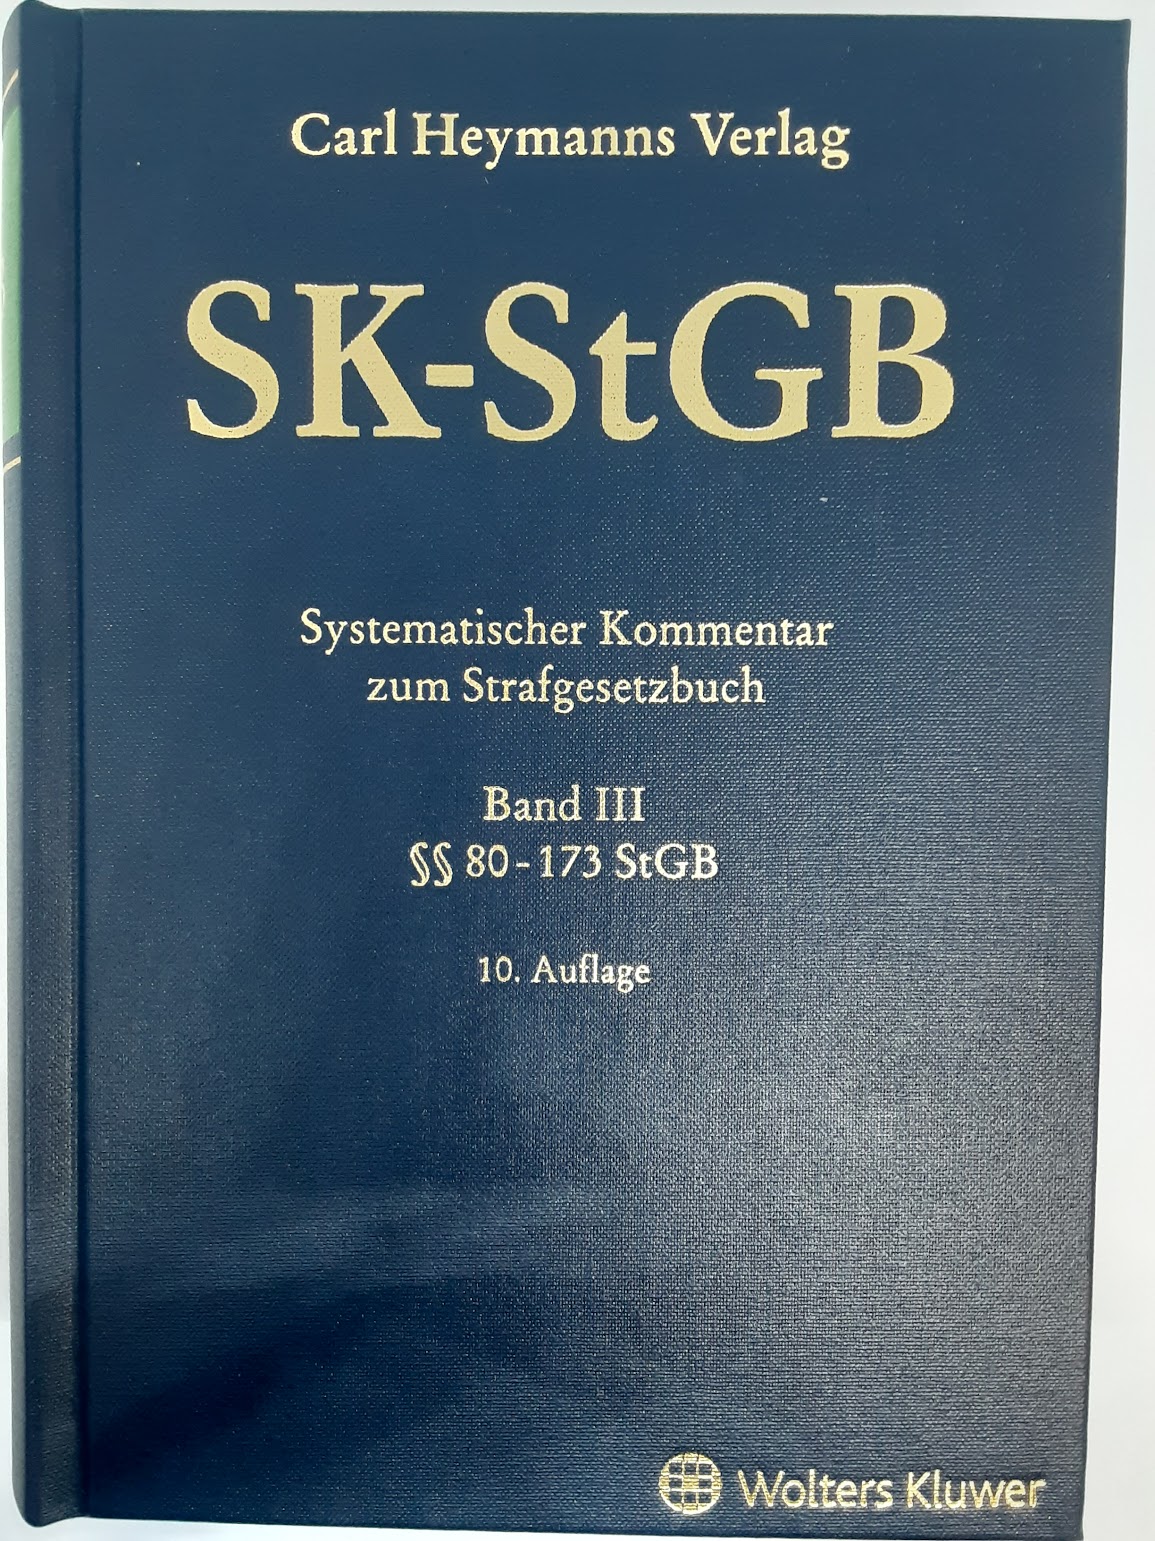 Carl Heymanns Verlag
SK-StGB
Systematischer Kommentar
zum Strafgesetzbuch
Band III
§§ 80-173 StGB
10. Auflage
Wolters Kluwer